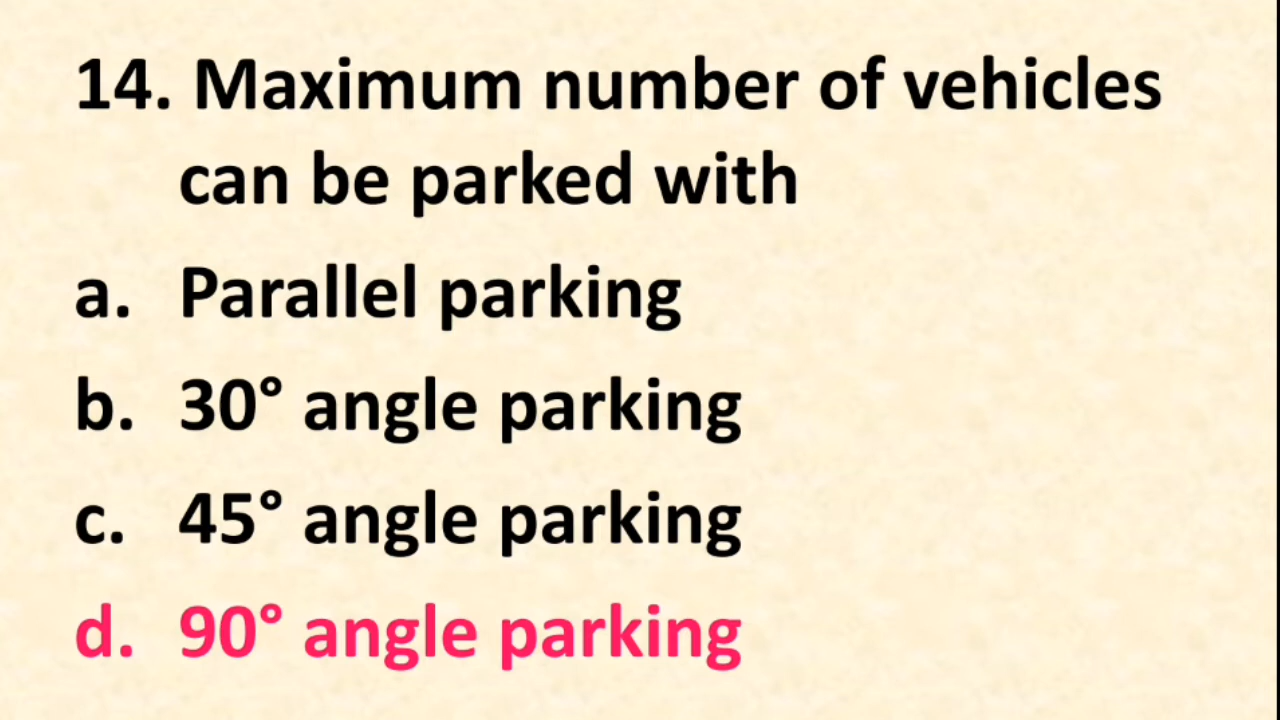 14. Maximum number of vehicles
can be parked with
a. Parallel parking
b. 30° angle parking
c. 45° angle parking
d. 90° angle parking